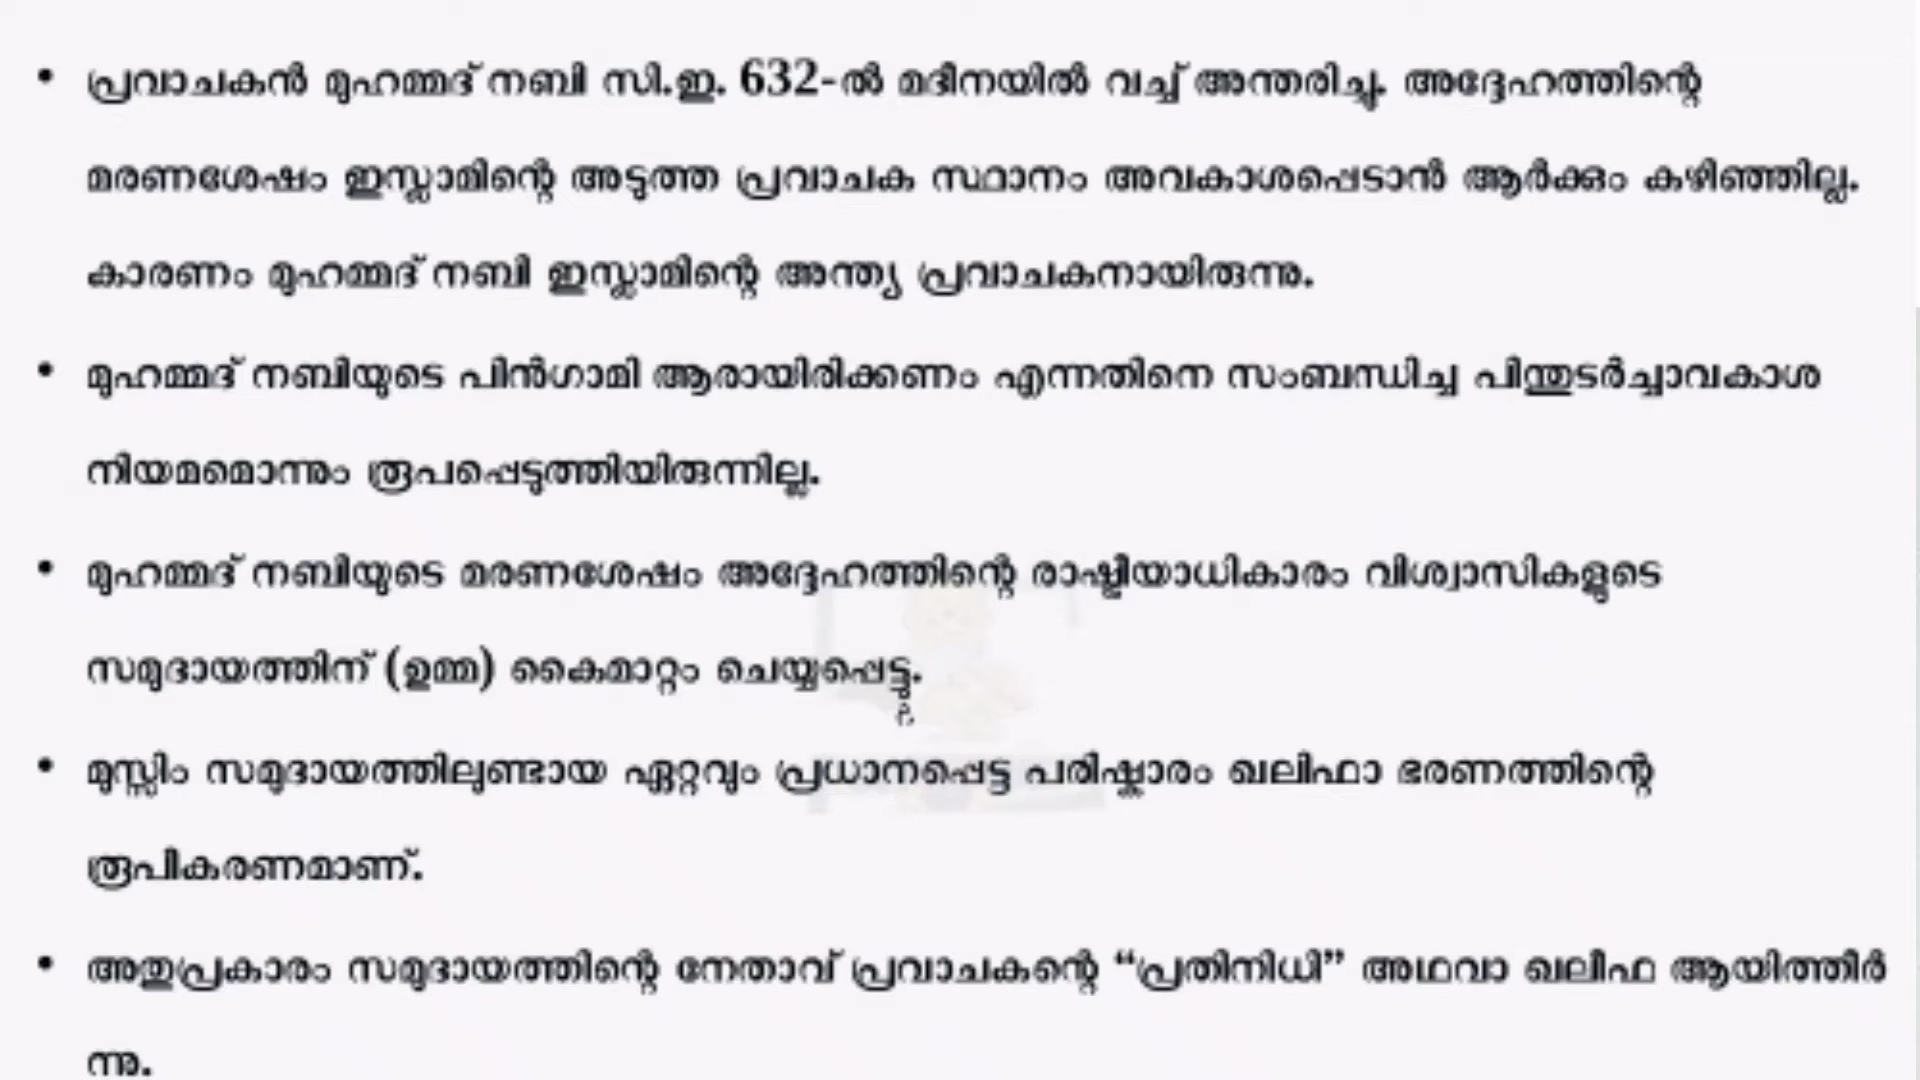 • പ്രവാചകൻ മുഹമ്മദ് നബി സി.ഇ. 632-ൽ മദീനയിൽ വച്ച് അന്തരിച്ചു. അദ്ദേഹത്തിന്റെ
മരണശേഷം ഇസ്ലാമിന്റെ അടുത്ത പ്രവാചക സ്ഥാനം അവകാശപ്പെടാൻ ആർക്കും കഴിഞ്ഞില്ല.
കാരണം മുഹമ്മദ് നബി ഇസ്ലാമിന്റെ അന്ത്യ പ്രവാചകനായിരുന്നു.
• മുഹമ്മദ് നബിയുടെ പിൻഗാമി ആരായിരിക്കണം എന്നതിനെ സംബന്ധിച്ച പിന്തുടർച്ചാവകാശ
നിയമമൊന്നും രൂപപ്പെടുത്തിയിരുന്നില്ല.
• മുഹമ്മദ് നബിയുടെ മരണശേഷം അദ്ദേഹത്തിന്റെ രാഷ്ട്രീയാധികാരം വിശ്വാസികളുടെ
സമുദായത്തിന് (ഉമ്മ) കൈമാറ്റം ചെയ്യപ്പെട്ടു.
• മുസ്ലിം സമുദായത്തിലുണ്ടായ ഏറ്റവും പ്രധാനപ്പെട്ട പരിഷ്കാരം ഖലിഫാ ഭരണത്തിന്റെ
രൂപീകരണമാണ്.
• അതുപ്രകാരം സമുദായത്തിന്റെ നേതാവ് പ്രവാചകന്റെ “പ്രതിനിധി” അഥവാ ഖലീഫ ആയിത്തീർ
ന്നു.